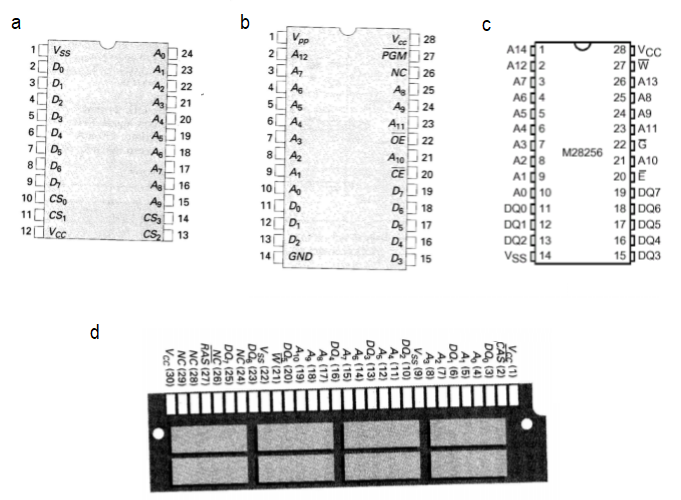 a
1 VSS A0 24
2 D0 A1 23
3 D1 A2 22
4 D2 A3 21
5 D3 A4 20
6 D4 A5 19
7 D5 A6 18
8 D6 A7 17
9 D7 A8 16
10 CS0 A9 15
11 CS1 CS3 14
12 VCC CS2 13
b
1 Vpp Vcc 28
2 A12 PGM 27
3 A7 NC 26
4 A6 A8 25
5 A5 A9 24
6 A4 A11 23
7 A3 OE 22
8 A2 A10 21
9 A1 CE 20
10 A0 D7 19
11 D0 D6 18
12 D1 D5 17
13 D2 D4 16
14 GND D3 15
c
A14 1 28 VCC
A12 2 27 W
A7 3 26 A13
A6 4 25 A8
A5 5 24 A9
A4 6 23 A11
A3 7 22 G
M28256
A2 8 21 A10
A1 9 20 E
A0 10 19 DQ7
DQ0 11 18 DQ6
DQ1 12 17 DQ5
DQ2 13 16 DQ4
VSS 14 15 DQ3
d
VCC (30)
NC (29)
NC (28)
RAS (27)
NC (26)
DQ7 (25)
NC (24)
DQ6 (23)
VSS (22)
W (21)
DQ5 (20)
A10 (19)
A9 (18)
A8 (17)
DQ4 (16)
A7 (15)
A6 (14)
DQ3 (13)
A5 (12)
A4 (11)
DQ2 (10)
VSS (9)
A3 (8)
A2 (7)
DQ1 (6)
A1 (5)
A0 (4)
DQ0 (3)
CAS (2)
VCC (1)